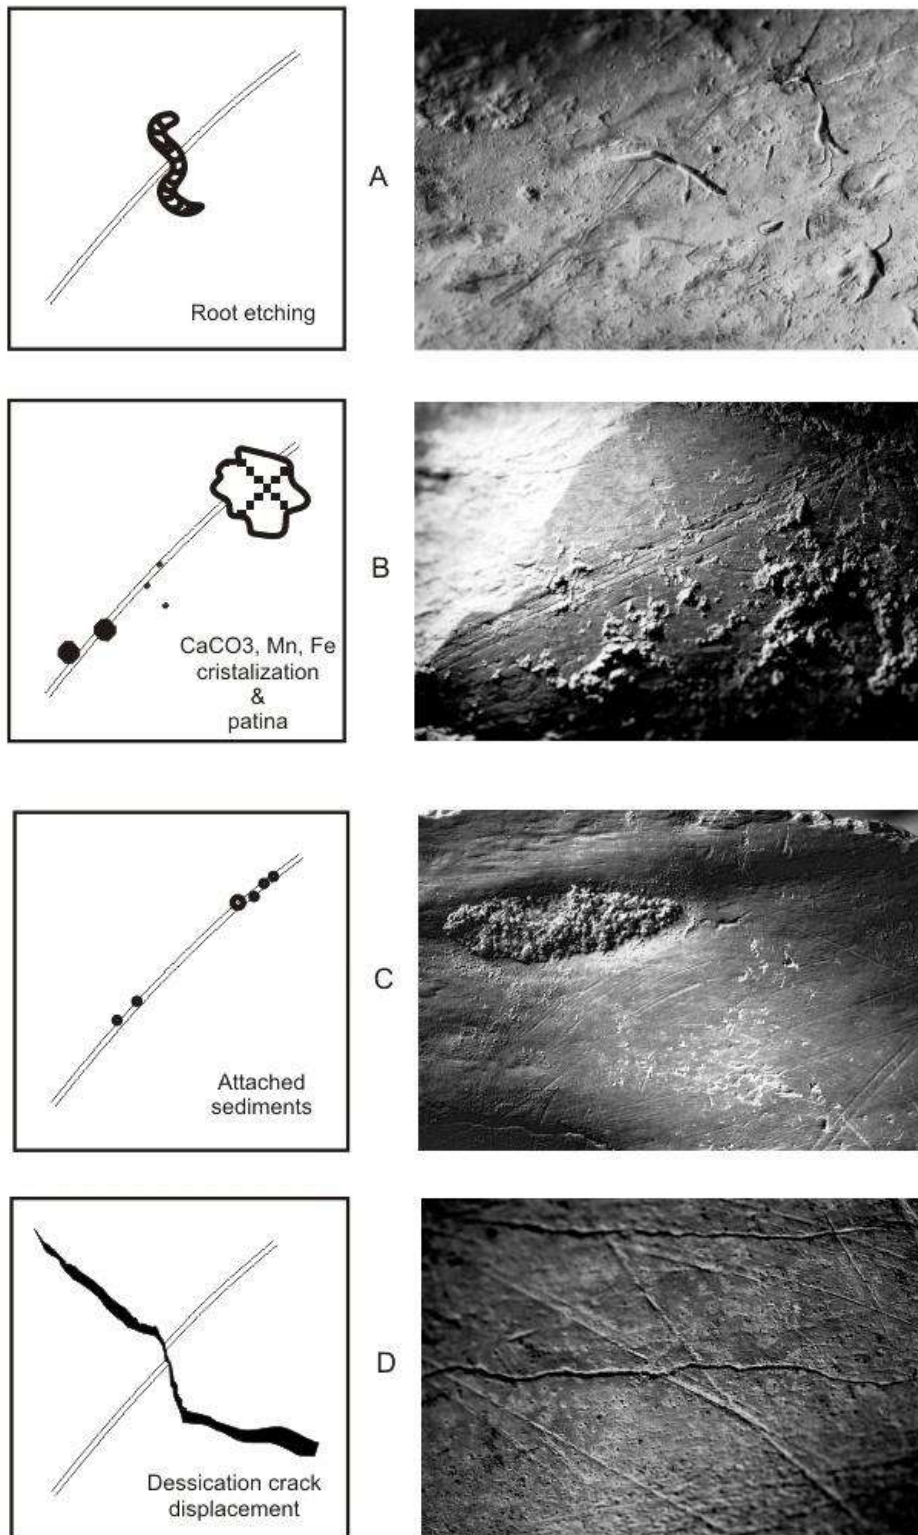 Root etching
A
CaCO3, Mn, Fe
cristalization
&
patina
B
Attached
sediments
C
Dessication crack
displacement
D